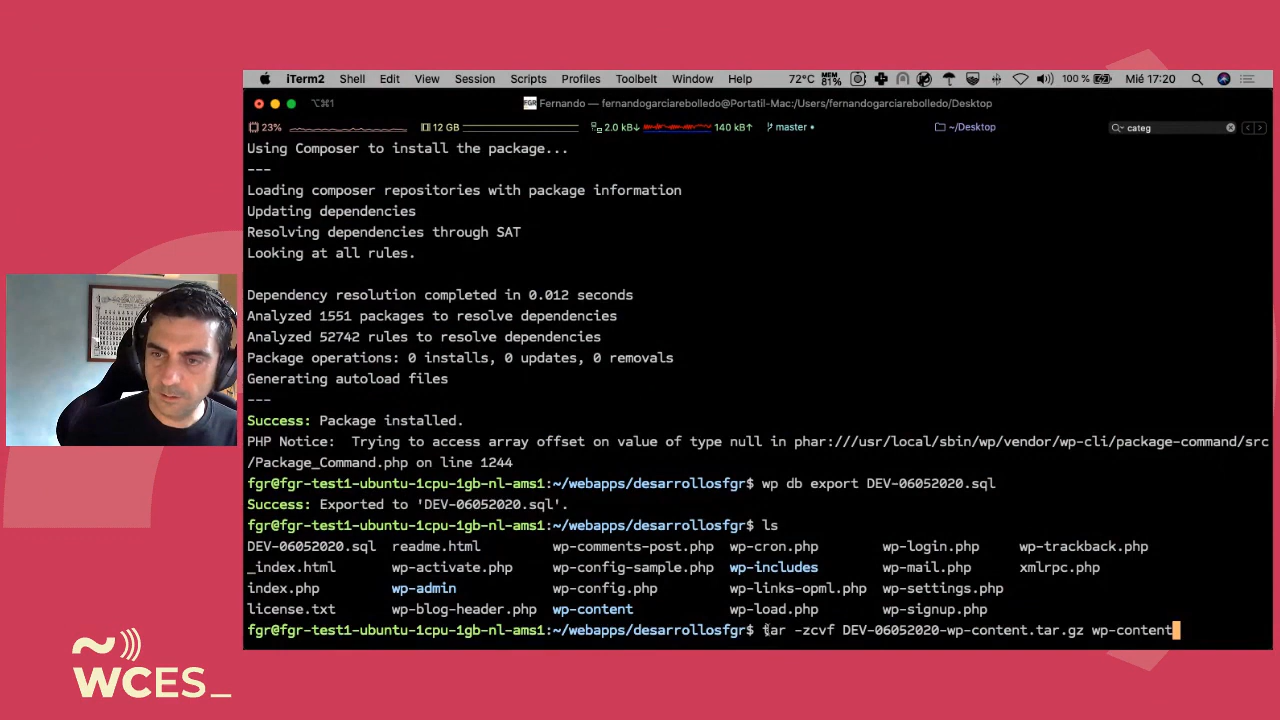 iTerm2 Shell Edit View Session Scripts Profiles Toolbelt Window Help 72°C MEM 81% 100 % Mié 17:20
⌥⌘1 FGR Fernando — fernandogarciarebolledo@Portatil-Mac:/Users/fernandogarciarebolledo/Desktop
23% 12 GB 2.0 kB↓ 140 kB↑ master • ~/Desktop categ
Using Composer to install the package...
---
Loading composer repositories with package information
Updating dependencies
Resolving dependencies through SAT
Looking at all rules.
Dependency resolution completed in 0.012 seconds
Analyzed 1551 packages to resolve dependencies
Analyzed 52742 rules to resolve dependencies
Package operations: 0 installs, 0 updates, 0 removals
Generating autoload files
---
Success: Package installed.
PHP Notice:  Trying to access array offset on value of type null in phar:///usr/local/sbin/wp/vendor/wp-cli/package-command/src
/Package_Command.php on line 1244
fgr@fgr-test1-ubuntu-1cpu-1gb-nl-ams1:~/webapps/desarrollosfgr$ wp db export DEV-06052020.sql
Success: Exported to 'DEV-06052020.sql'.
fgr@fgr-test1-ubuntu-1cpu-1gb-nl-ams1:~/webapps/desarrollosfgr$ ls
DEV-06052020.sql readme.html wp-comments-post.php wp-cron.php wp-login.php wp-trackback.php
_index.html wp-activate.php wp-config-sample.php wp-includes wp-mail.php xmlrpc.php
index.php wp-admin wp-config.php wp-links-opml.php wp-settings.php
license.txt wp-blog-header.php wp-content wp-load.php wp-signup.php
fgr@fgr-test1-ubuntu-1cpu-1gb-nl-ams1:~/webapps/desarrollosfgr$ tar -zcvf DEV-06052020-wp-content.tar.gz wp-content
WCES_